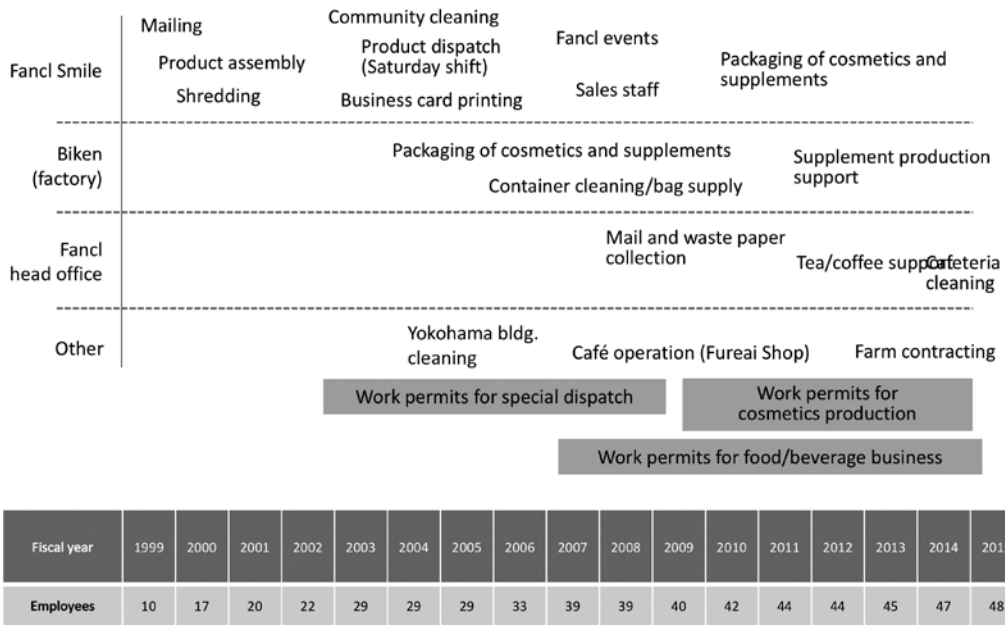 Fancl Smile
Mailing
Product assembly
Shredding
Community cleaning
Product dispatch
(Saturday shift)
Business card printing
Fancl events
Sales staff
Packaging of cosmetics and
supplements
Biken
(factory)
Packaging of cosmetics and supplements
Container cleaning/bag supply
Supplement production
support
Fancl
head office
Mail and waste paper
collection
Tea/coffee support
Cafeteria
cleaning
Other
Yokohama bldg.
cleaning
Café operation (Fureai Shop)
Farm contracting
Work permits for special dispatch
Work permits for
cosmetics production
Work permits for food/beverage business
Fiscal year 1999 2000 2001 2002 2003 2004 2005 2006 2007 2008 2009 2010 2011 2012 2013 2014
Employees 10 17 20 22 29 29 29 33 39 39 40 42 44 44 45 47 48